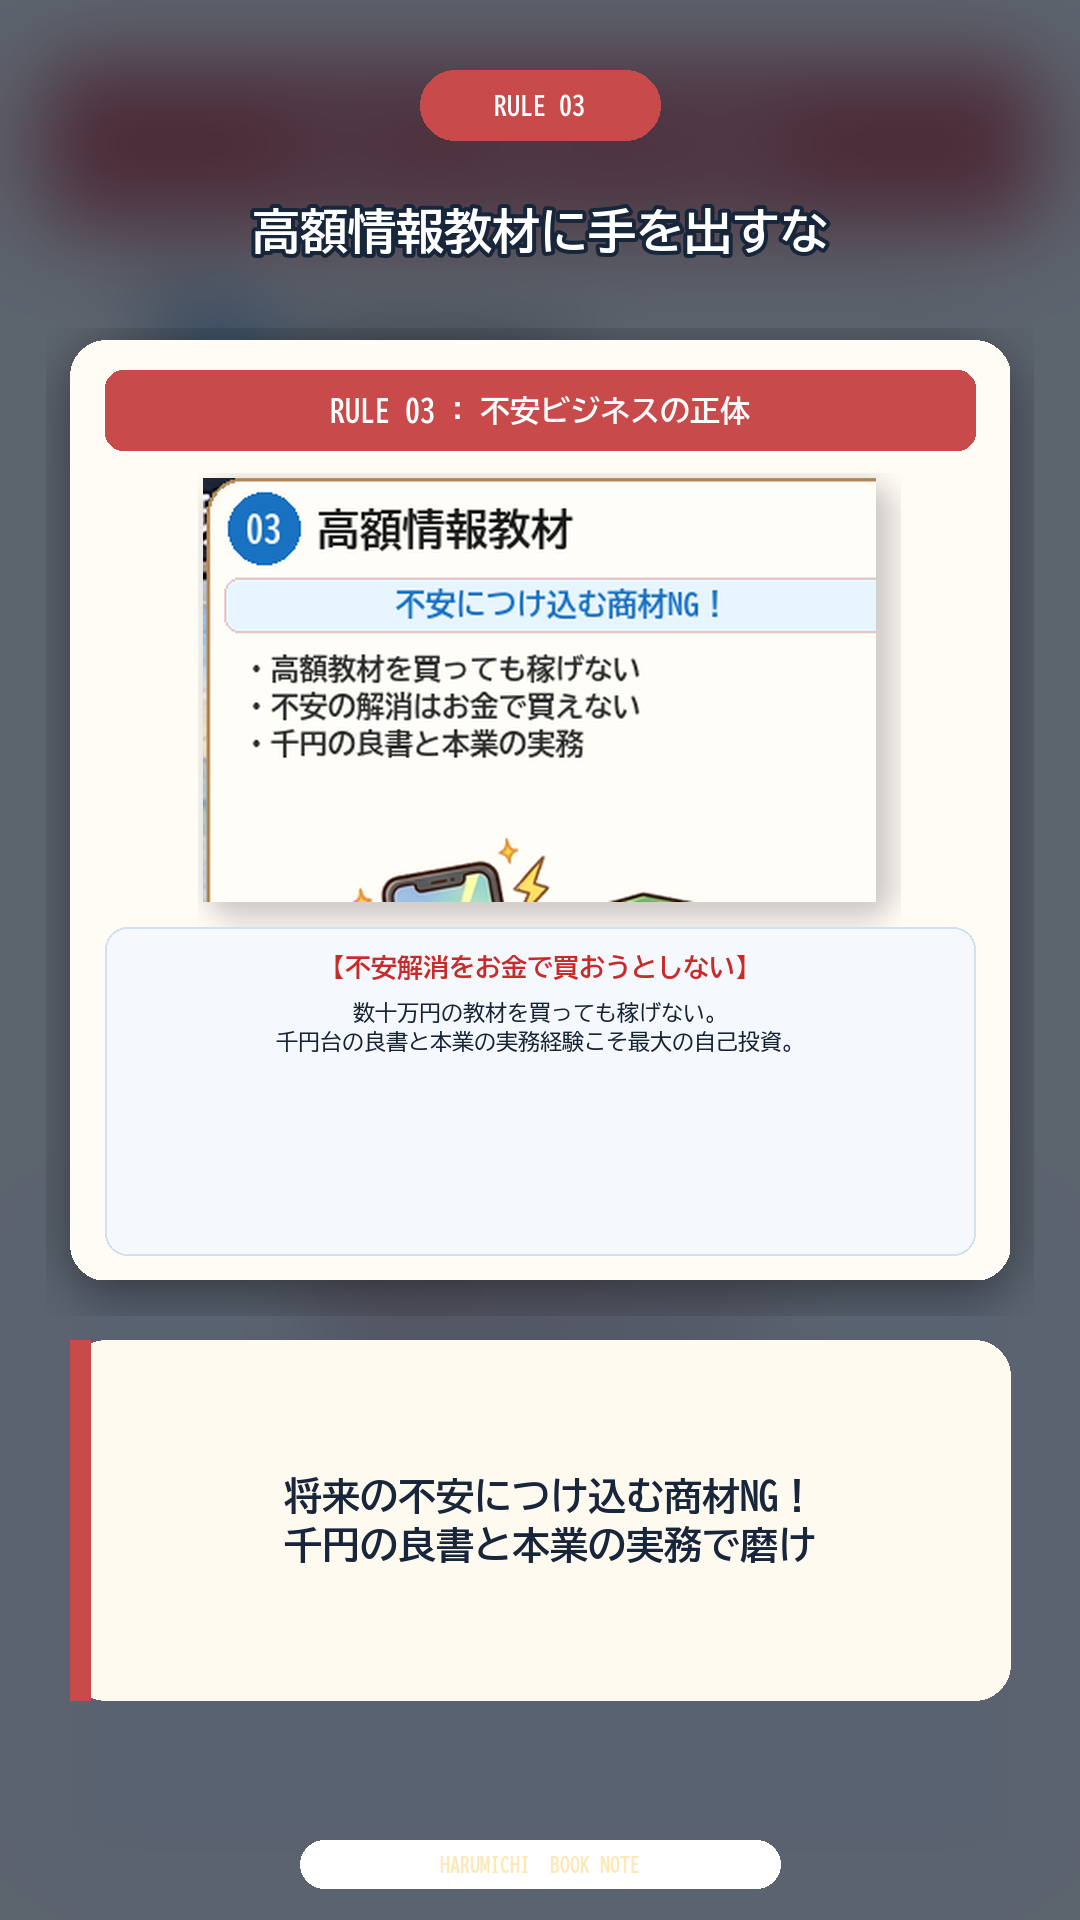 RULE 03
高額情報教材に手を出すな
RULE 03 : 不安ビジネスの正体
03 高額情報教材
不安につけ込む商材NG！
・高額教材を買っても稼げない
・不安の解消はお金で買えない
・千円の良書と本業の実務
【不安解消をお金で買おうとしない】
数十万円の教材を買っても稼げない。
千円台の良書と本業の実務経験こそ最大の自己投資。
将来の不安につけ込む商材NG！
千円の良書と本業の実務で磨け
HARUMICHI BOOK NOTE